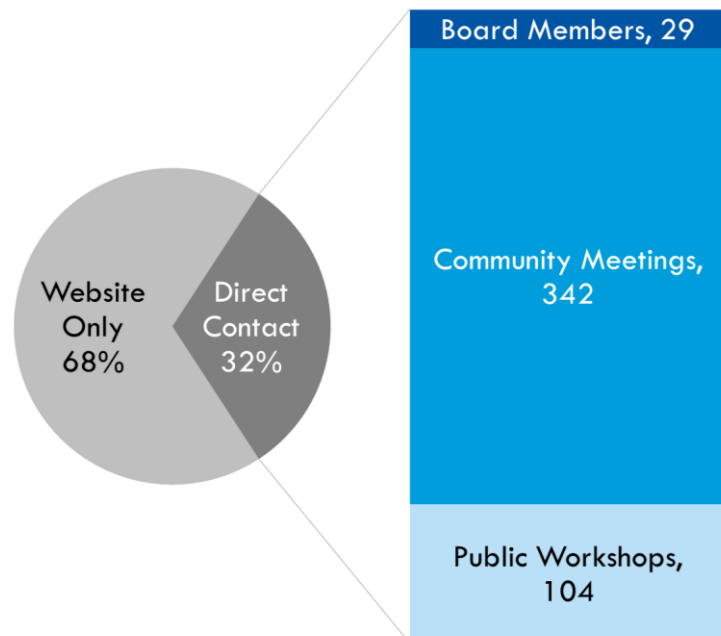 Board Members, 29
Community Meetings,
342
Website
Only
68%
Direct
Contact
32%
Public Workshops,
104